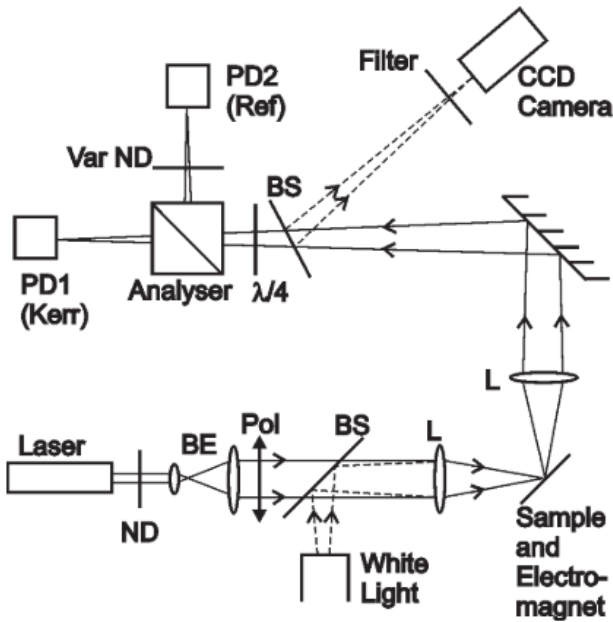 PD2
(Ref)
Filter
CCD
Camera
Var ND
BS
PD1
(Kerr)
Analyser
λ/4
L
Laser
ND
BE
Pol
BS
L
White
Light
Sample
and
Electro-
magnet